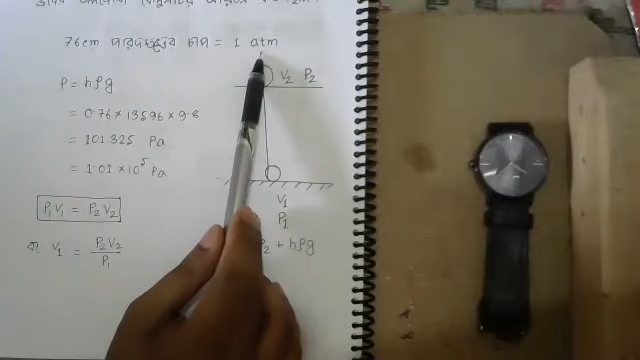 76cm পারদস্তম্ভের চাপ = 1 atm
V₂ P₂
P = hρg
= 0.76 × 13596 × 9.8
= 101325 Pa
= 1.01 × 10⁵ Pa
V₁
P₁
P₁V₁ = P₂V₂
বা, V₁ = P₂V₂ / P₁
P₂ + hρg